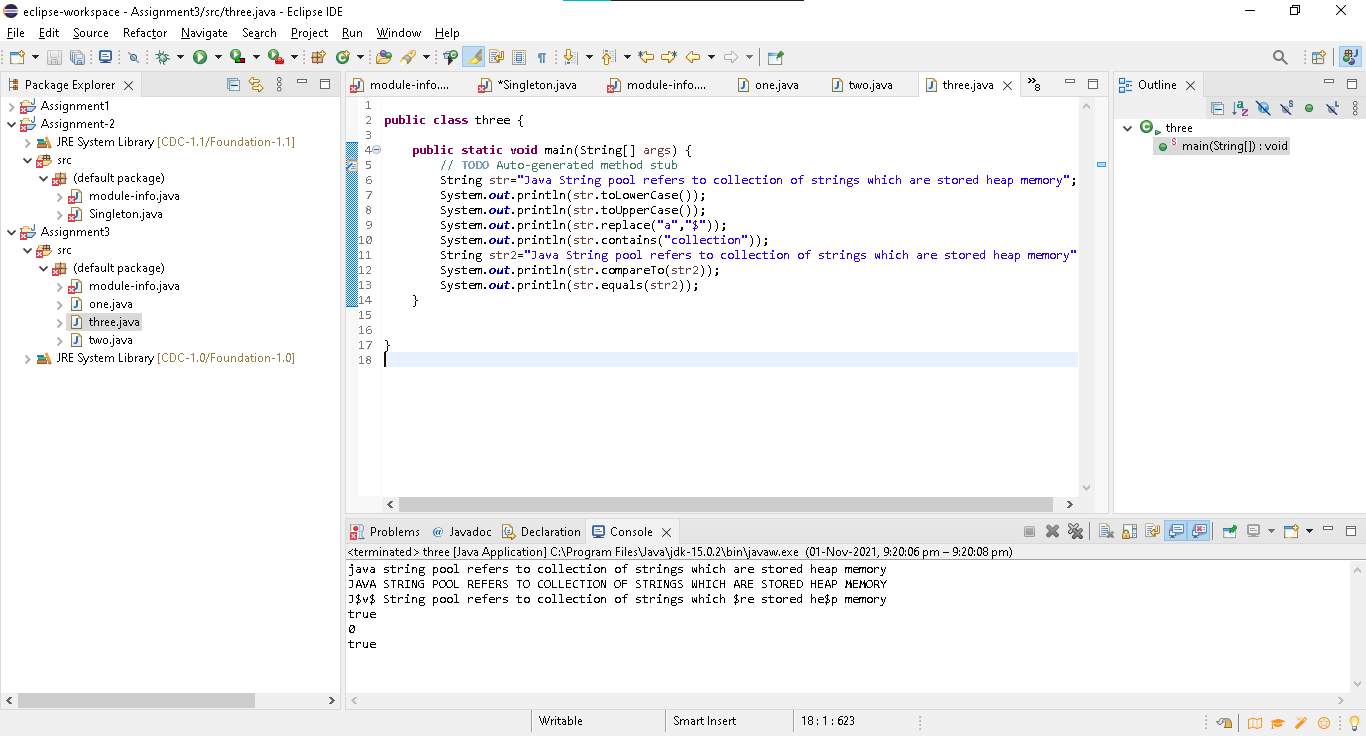 eclipse-workspace - Assignment3/src/three.java - Eclipse IDE
File Edit Source Refactor Navigate Search Project Run Window Help
Package Explorer
Assignment1
Assignment-2
JRE System Library [CDC-1.1/Foundation-1.1]
src
(default package)
module-info.java
Singleton.java
Assignment3
src
(default package)
module-info.java
one.java
three.java
two.java
JRE System Library [CDC-1.0/Foundation-1.0]
module-info.... *Singleton.java module-info.... one.java two.java three.java »8
1
2 public class three {
3
4 public static void main(String[] args) {
5 // TODO Auto-generated method stub
6 String str="Java String pool refers to collection of strings which are stored heap memory";
7 System.out.println(str.toLowerCase());
8 System.out.println(str.toUpperCase());
9 System.out.println(str.replace("a","$"));
10 System.out.println(str.contains("collection"));
11 String str2="Java String pool refers to collection of strings which are stored heap memory"
12 System.out.println(str.compareTo(str2));
13 System.out.println(str.equals(str2));
14 }
15
16
17 }
18
Outline
three
main(String[]) : void
Problems @ Javadoc Declaration Console
<terminated> three [Java Application] C:\Program Files\Java\jdk-15.0.2\bin\javaw.exe (01-Nov-2021, 9:20:06 pm – 9:20:08 pm)
java string pool refers to collection of strings which are stored heap memory
JAVA STRING POOL REFERS TO COLLECTION OF STRINGS WHICH ARE STORED HEAP MEMORY
J$v$ String pool refers to collection of strings which $re stored he$p memory
true
0
true
Writable Smart Insert 18 : 1 : 623